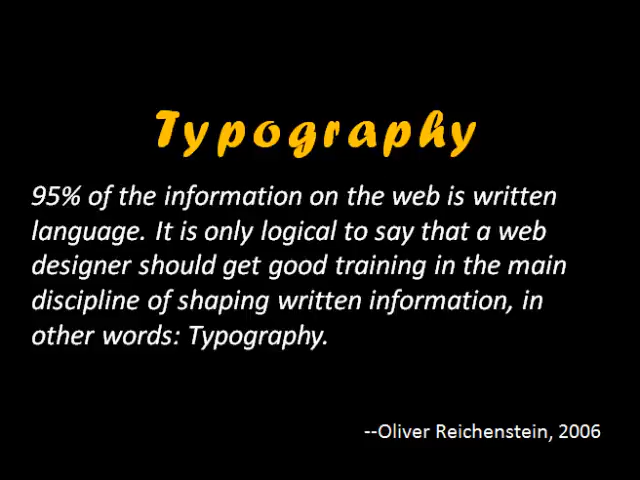 Typography
95% of the information on the web is written
language. It is only logical to say that a web
designer should get good training in the main
discipline of shaping written information, in
other words: Typography.
--Oliver Reichenstein, 2006